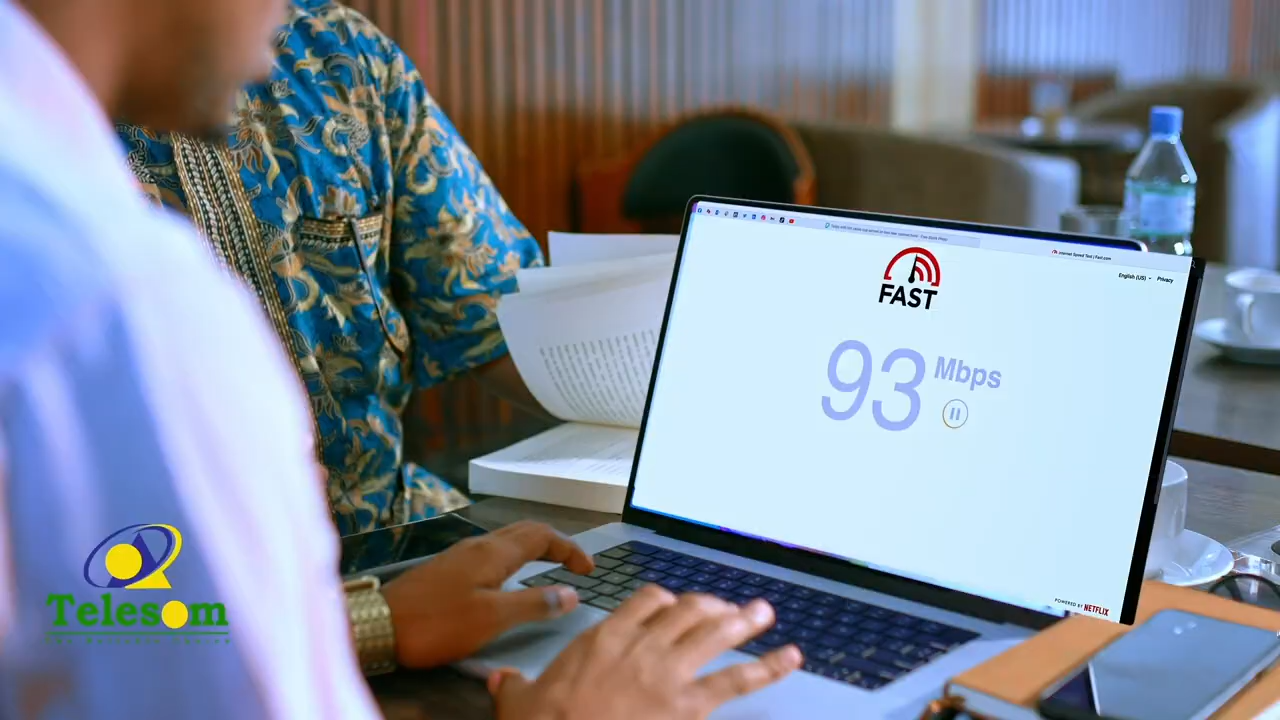 FAST
English (US)
Privacy
93 Mbps
POWERED BY NETFLIX
Telesom